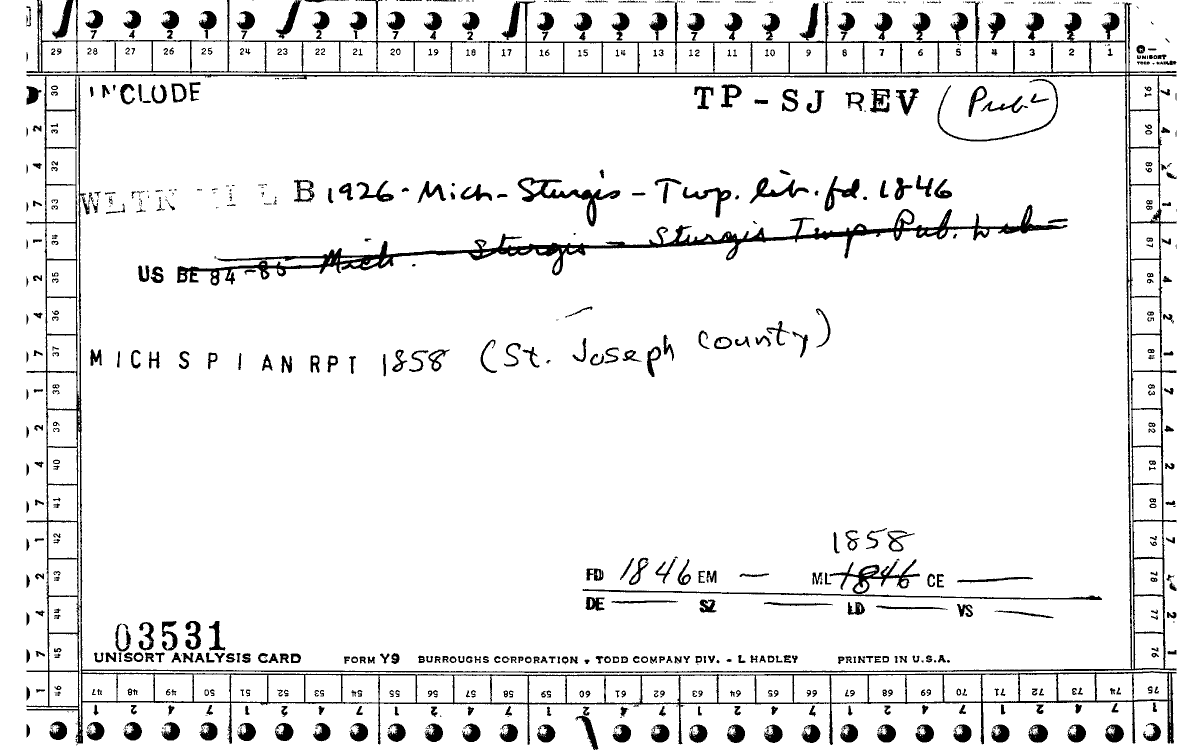 7 4 2 1 7 4 2 1 7 4 2 1 7 4 2 1 7 4 2 1 7 4 2 1
29 28 27 26 25 24 23 22 21 20 19 18 17 16 15 14 13 12 11 10 9 8 7 6 5 4 3 2 1
UNISORT
TODD - HADLEY
INCLUDE TP-SJ REV (Pub L)
WLTN B 1926 - Mich - Sturgis - Twp. lib. fd. 1846
US BE 84-85 Mich. Sturgis - Sturgis Twp. Pub. Lib
MICH S P I AN RPT 1858 (St. Joseph County)
1858
FD 1846 EM — ML 1846 CE —
DE — SZ — LD — VS —
03531
UNISORT ANALYSIS CARD FORM Y9 BURROUGHS CORPORATION • TODD COMPANY DIV. - L HADLEY PRINTED IN U.S.A.
30 31 32 33 34 35 36 37 38 39 40 41 42 43 44 45 46
91 90 89 88 87 86 85 84 83 82 81 80 79 78 77 76 75
47 48 49 50 51 52 53 54 55 56 57 58 59 60 61 62 63 64 65 66 67 68 69 70 71 72 73 74